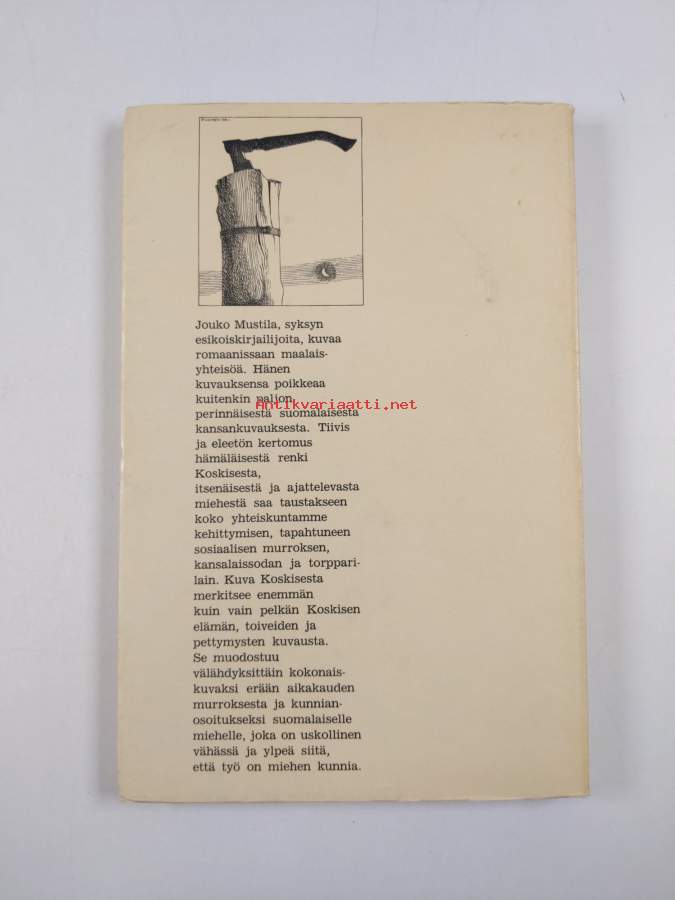 Jouko Mustila, syksyn
esikoiskirjailijoita, kuvaa
romaanissaan maalais-
yhteisöä. Hänen
kuvauksensa poikkeaa
kuitenkin paljon
Antikvariaatti.net
perinnäisestä suomalaisesta
kansankuvauksesta. Tiivis
ja eleetön kertomus
hämäläisestä renki
Koskisesta,
itsenäisestä ja ajattelevasta
miehestä saa taustakseen
koko yhteiskuntamme
kehittymisen, tapahtuneen
sosiaalisen murroksen,
kansalaissodan ja torppari-
lain. Kuva Koskisesta
merkitsee enemmän
kuin vain pelkän Koskisen
elämän, toiveiden ja
pettymysten kuvausta.
Se muodostuu
välähdyksittäin kokonais-
kuvaksi erään aikakauden
murroksesta ja kunnian-
osoitukseksi suomalaiselle
miehelle, joka on uskollinen
vähässä ja ylpeä siitä,
että työ on miehen kunnia.